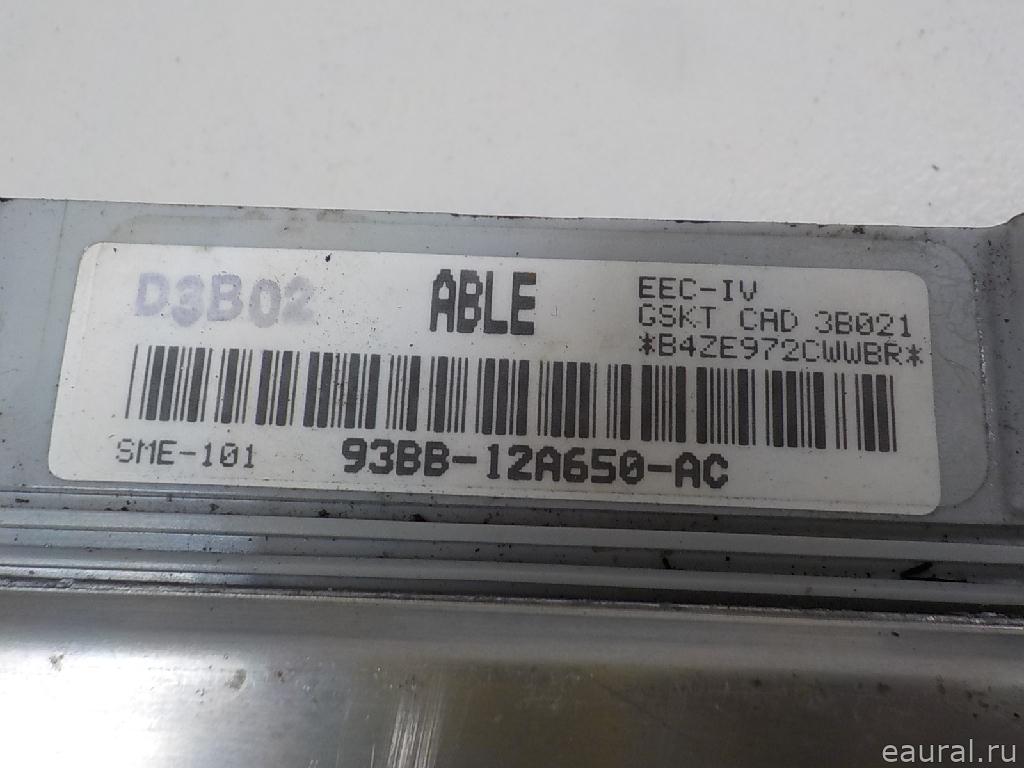 D3B02
ABLE
EEC-IV
GSKT CAD 3B021
*B4ZE972CWWBR*
SME-101
93BB-12A650-AC
eaural.ru